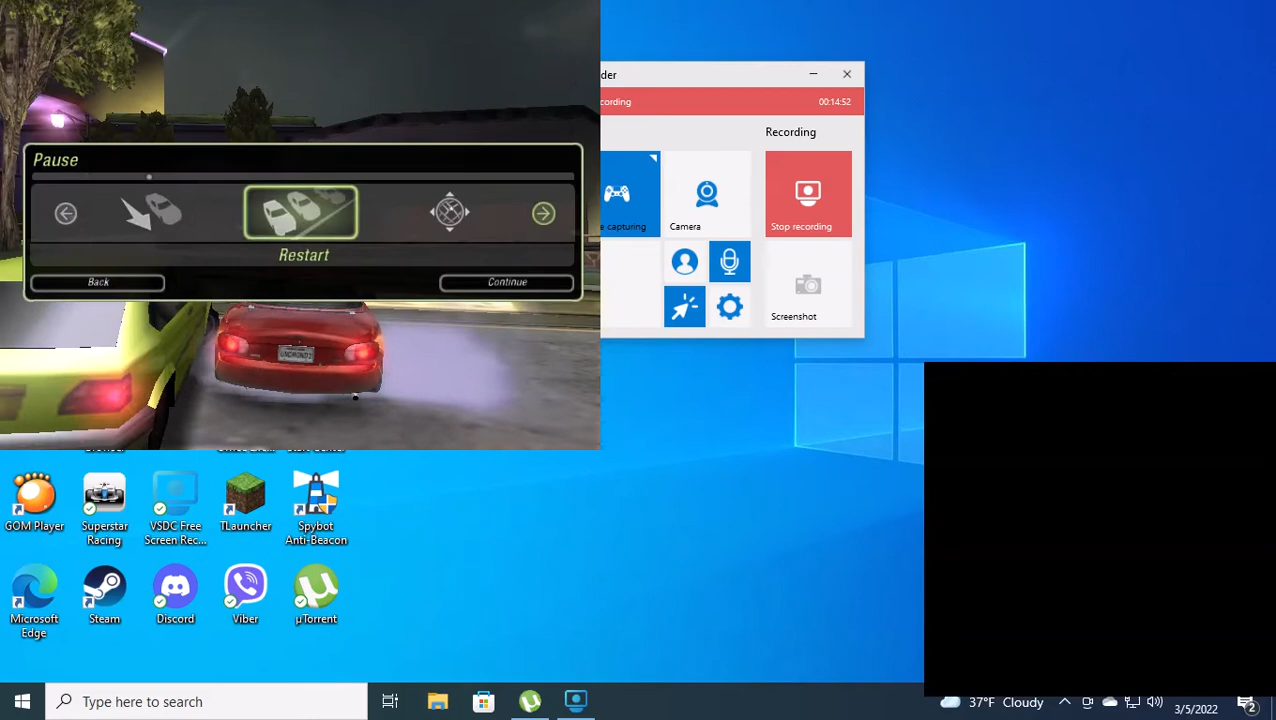 Pause
Restart
Back
Continue
UNDRGND2
der
cording
00:14:52
Recording
e capturing
Camera
Stop recording
Screenshot
GOM Player
Superstar
Racing
VSDC Free
Screen Rec...
TLauncher
Spybot
Anti-Beacon
Microsoft
Edge
Steam
Discord
Viber
µTorrent
Type here to search
37°F Cloudy
3/5/2022
2